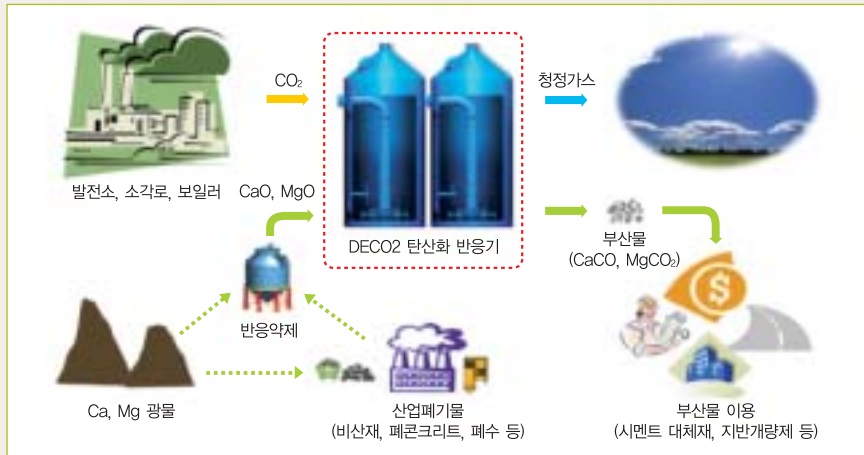 CO₂
청정가스
발전소, 소각로, 보일러
CaO, MgO
DECO2 탄산화 반응기
부산물
(CaCO, MgCO₂)
반응약제
Ca, Mg 광물
산업폐기물
(비산재, 폐콘크리트, 폐수 등)
부산물 이용
(시멘트 대체재, 지반개량제 등)